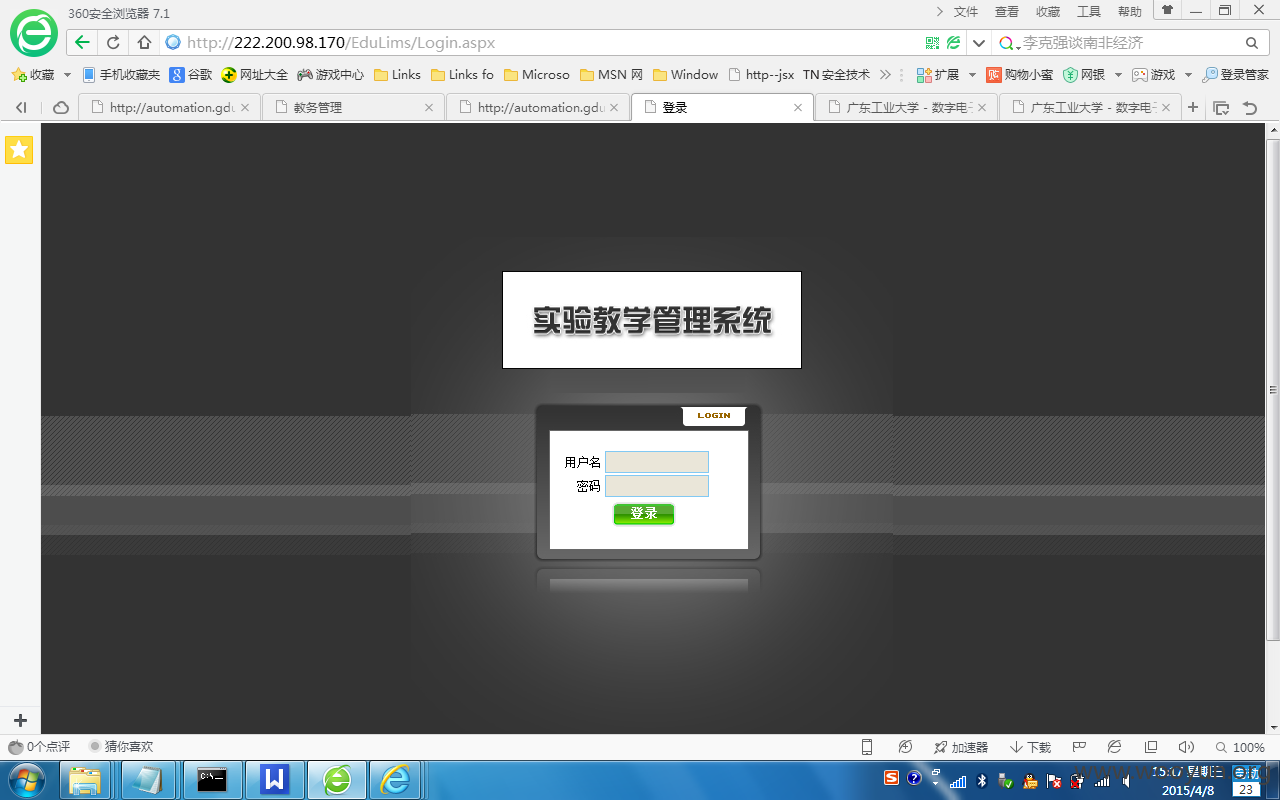 360安全浏览器 7.1
文件 查看 收藏 工具 帮助
http://222.200.98.170/EduLims/Login.aspx
李克强谈南非经济
收藏 手机收藏夹 谷歌 网址大全 游戏中心 Links Links fo Microso MSN 网 Window http--jsx TN 安全技术 扩展 购物小蜜 网银 游戏 登录管家
http://automation.gdu 教务管理 http://automation.gdu 登录 广东工业大学 - 数字电子 广东工业大学 - 数字电子
实验教学管理系统
LOGIN
用户名
密码
登录
0个点评 猜你喜欢 加速器 下载 100%
C:\
W
2015/4/8
23